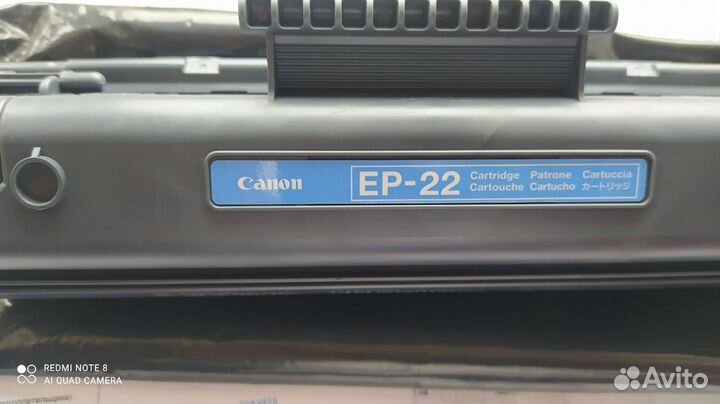 Canon
EP-22
Cartridge Patrone Cartuccia
Cartouche Cartucho カートリッジ
REDMI NOTE 8
AI QUAD CAMERA
Avito